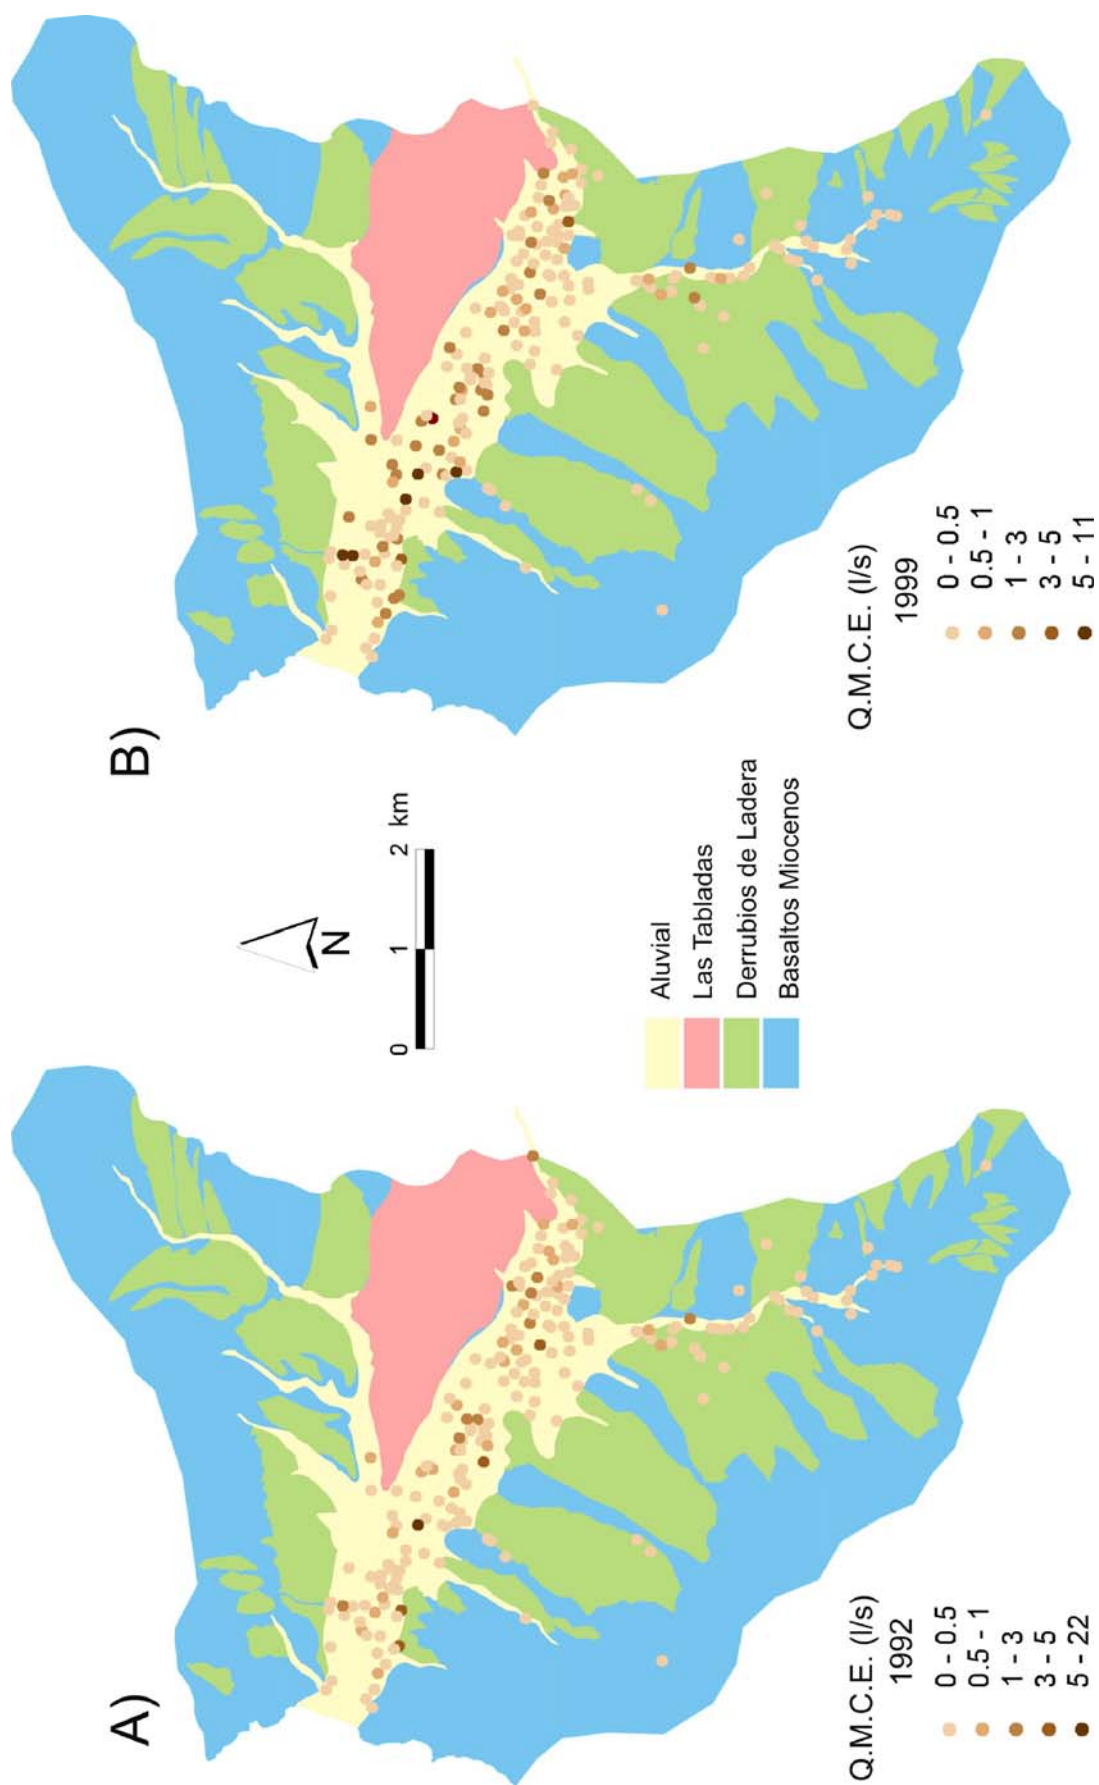 A)
B)
N
0 1 2 km
Aluvial
Las Tabladas
Derrubios de Ladera
Basaltos Miocenos
Q.M.C.E. (l/s)
1992
0 - 0.5
0.5 - 1
1 - 3
3 - 5
5 - 22
Q.M.C.E. (l/s)
1999
0 - 0.5
0.5 - 1
1 - 3
3 - 5
5 - 11